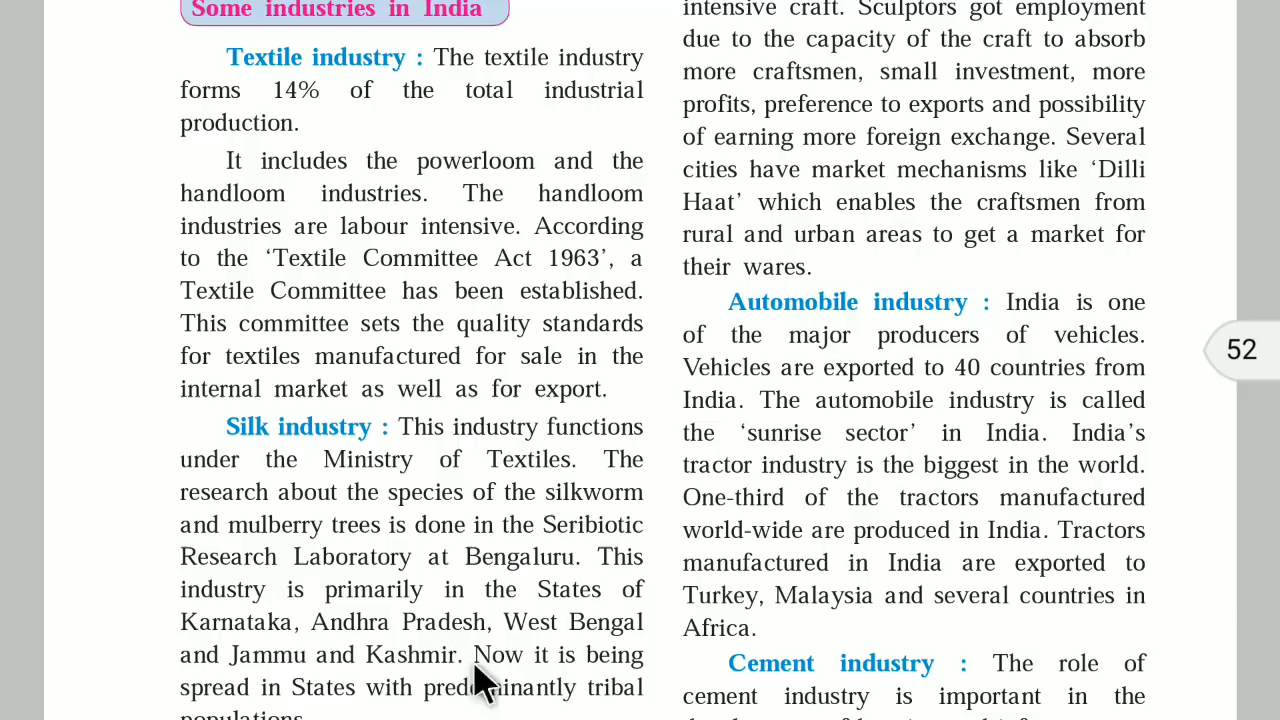 Some industries in India
Textile industry : The textile industry
forms 14% of the total industrial
production.
It includes the powerloom and the
handloom industries. The handloom
industries are labour intensive. According
to the ‘Textile Committee Act 1963’, a
Textile Committee has been established.
This committee sets the quality standards
for textiles manufactured for sale in the
internal market as well as for export.
Silk industry : This industry functions
under the Ministry of Textiles. The
research about the species of the silkworm
and mulberry trees is done in the Seribiotic
Research Laboratory at Bengaluru. This
industry is primarily in the States of
Karnataka, Andhra Pradesh, West Bengal
and Jammu and Kashmir. Now it is being
spread in States with predominantly tribal
populations.
intensive craft. Sculptors got employment
due to the capacity of the craft to absorb
more craftsmen, small investment, more
profits, preference to exports and possibility
of earning more foreign exchange. Several
cities have market mechanisms like ‘Dilli
Haat’ which enables the craftsmen from
rural and urban areas to get a market for
their wares.
Automobile industry : India is one
of the major producers of vehicles.
Vehicles are exported to 40 countries from
India. The automobile industry is called
the ‘sunrise sector’ in India. India’s
tractor industry is the biggest in the world.
One-third of the tractors manufactured
world-wide are produced in India. Tractors
manufactured in India are exported to
Turkey, Malaysia and several countries in
Africa.
Cement industry : The role of
cement industry is important in the
52